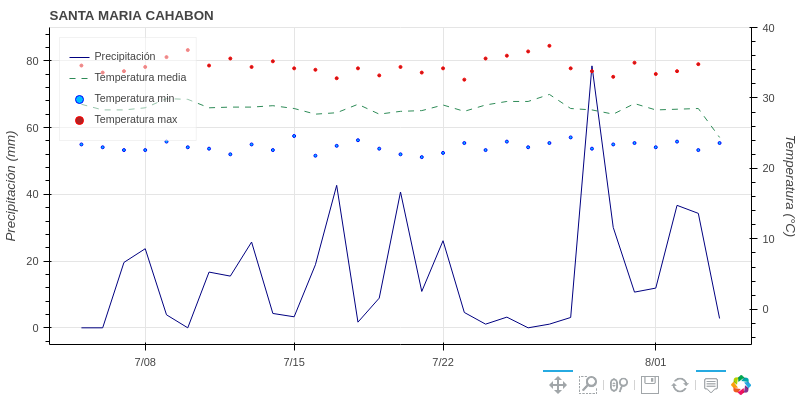 SANTA MARIA CAHABON
Precipitación
Temperatura media
Temperatura min
Temperatura max
Precipitación (mm)
80
60
40
20
0
Temperatura (°C)
40
30
20
10
0
7/08
7/15
7/22
8/01